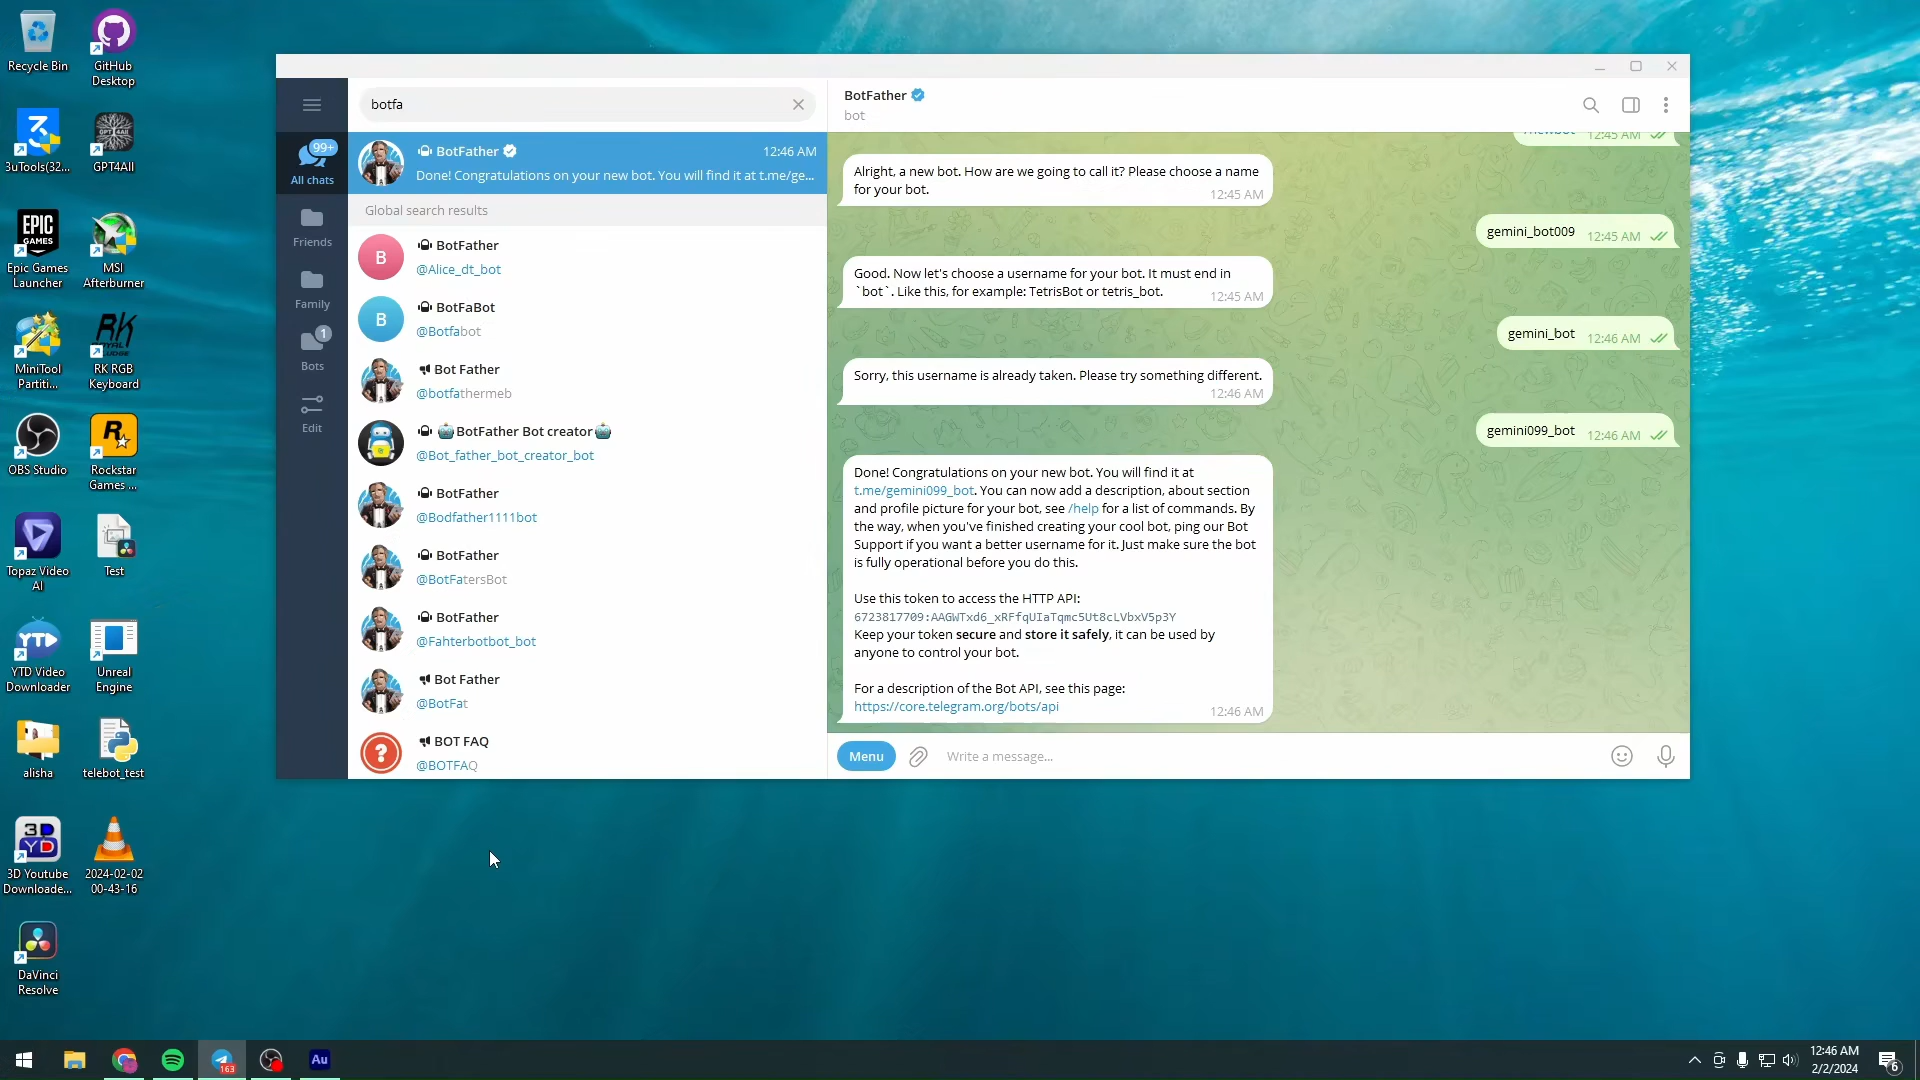 Recycle Bin
GitHub
Desktop
3uTools(32...
GPT4All
Epic Games
Launcher
MSI
Afterburner
MiniTool
Partiti...
RK RGB
Keyboard
OBS Studio
Rockstar
Games ...
Topaz Video
AI
Test
YTD Video
Downloader
Unreal
Engine
alisha
telebot_test
3D Youtube
Downloade...
2024-02-02
00-43-16
DaVinci
Resolve
99+
All chats
Friends
Family
1
Bots
Edit
botfa
BotFather 12:46 AM
Done! Congratulations on your new bot. You will find it at t.me/ge...
Global search results
B
BotFather
@Alice_dt_bot
B
BotFaBot
@Botfabot
Bot Father
@botfathermeb
🤖BotFather Bot creator🤖
@Bot_father_bot_creator_bot
BotFather
@Bodfather1111bot
BotFather
@BotFatersBot
BotFather
@Fahterbotbot_bot
Bot Father
@BotFat
BOT FAQ
@BOTFAQ
BotFather
bot
/newbot 12:45 AM
Alright, a new bot. How are we going to call it? Please choose a name
for your bot. 12:45 AM
gemini_bot009 12:45 AM
Good. Now let's choose a username for your bot. It must end in
`bot`. Like this, for example: TetrisBot or tetris_bot. 12:45 AM
gemini_bot 12:46 AM
Sorry, this username is already taken. Please try something different.
12:46 AM
gemini099_bot 12:46 AM
Done! Congratulations on your new bot. You will find it at
t.me/gemini099_bot. You can now add a description, about section
and profile picture for your bot, see /help for a list of commands. By
the way, when you've finished creating your cool bot, ping our Bot
Support if you want a better username for it. Just make sure the bot
is fully operational before you do this.
Use this token to access the HTTP API:
6723817709:AAGWTxd6_xRFfqUIaTqmc5Ut8cLVbxV5p3Y
Keep your token secure and store it safely, it can be used by
anyone to control your bot.
For a description of the Bot API, see this page:
https://core.telegram.org/bots/api 12:46 AM
Menu
Write a message...
EPIC
GAMES
RK
YTD
3D
YD
163
Au
12:46 AM
2/2/2024
6